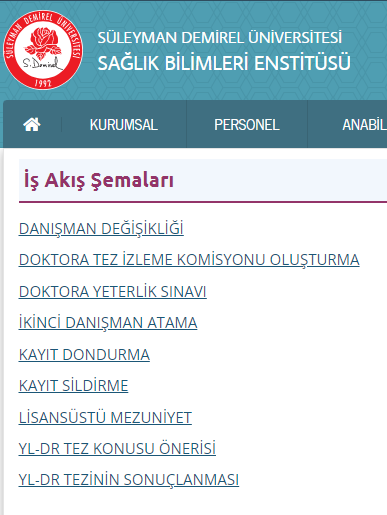 SÜLEYMAN DEMİREL ÜNİVERSİTESİ
1992
S. Demirel
SÜLEYMAN DEMİREL ÜNİVERSİTESİ
SAĞLIK BİLİMLERİ ENSTİTÜSÜ
KURUMSAL
PERSONEL
ANABİL
İş Akış Şemaları
DANIŞMAN DEĞİŞİKLİĞİ
DOKTORA TEZ İZLEME KOMİSYONU OLUŞTURMA
DOKTORA YETERLİK SINAVI
İKİNCİ DANIŞMAN ATAMA
KAYIT DONDURMA
KAYIT SİLDİRME
LİSANSÜSTÜ MEZUNİYET
YL-DR TEZ KONUSU ÖNERİSİ
YL-DR TEZİNİN SONUÇLANMASI